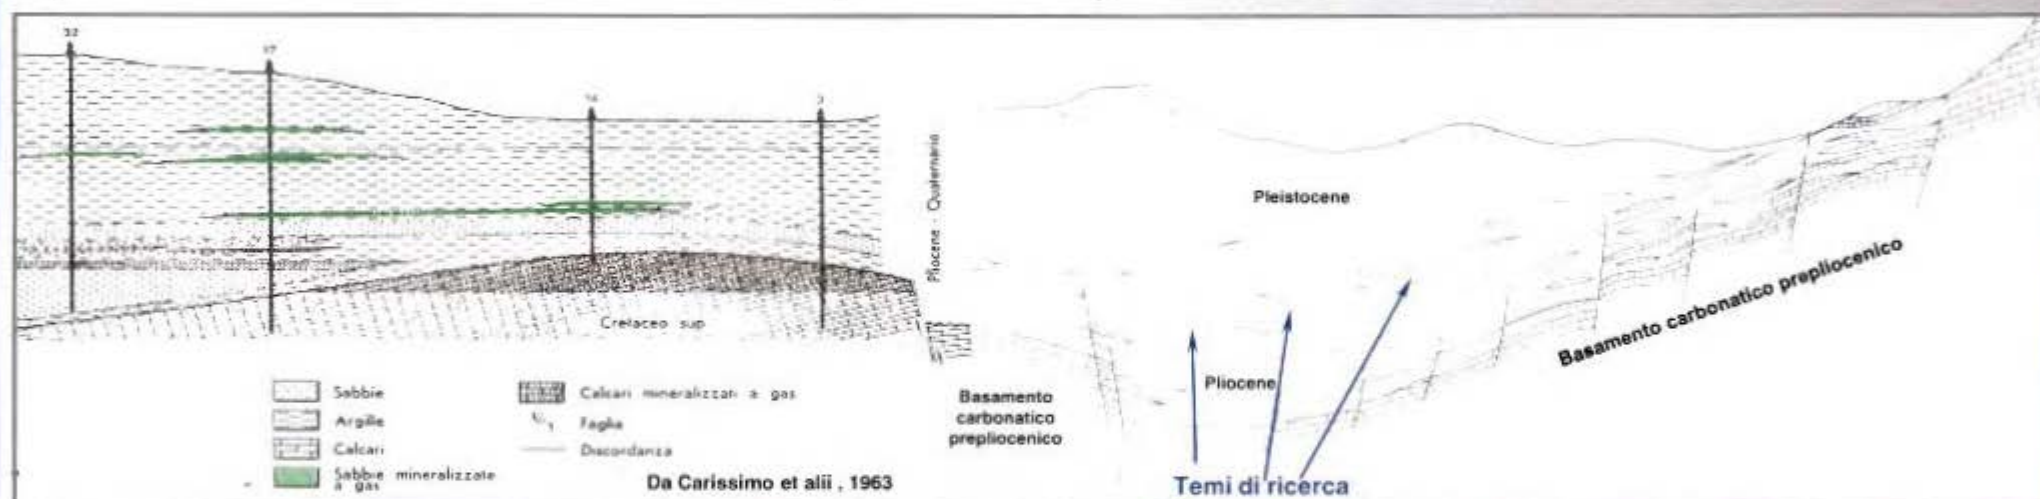 32
17
14
3
Pliocene Quaternario
Cretaceo sup
Sabbie
Argille
Calcari
Sabbie mineralizzate
a gas
Calcari mineralizzati a gas
Faglia
Discordanza
Da Carissimo et alii , 1963
Pleistocene
Pliocene
Basamento
carbonatico
prepliocenico
Basamento carbonatico prepliocenico
Temi di ricerca